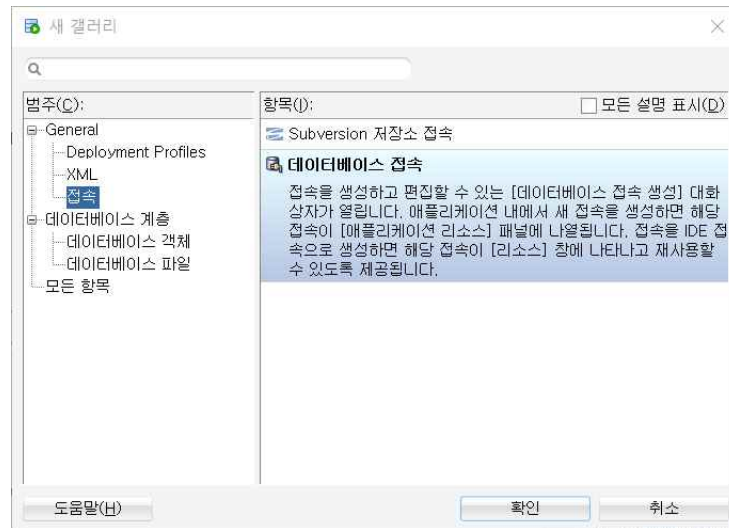 새 갤러리
범주(C):
General
Deployment Profiles
XML
접속
데이터베이스 계층
데이터베이스 객체
데이터베이스 파일
모든 항목
항목(I):
모든 설명 표시(D)
Subversion 저장소 접속
데이터베이스 접속
접속을 생성하고 편집할 수 있는 [데이터베이스 접속 생성] 대화
상자가 열립니다. 애플리케이션 내에서 새 접속을 생성하면 해당
접속이 [애플리케이션 리소스] 패널에 나열됩니다. 접속을 IDE 접
속으로 생성하면 해당 접속이 [리소스] 창에 나타나고 재사용할
수 있도록 제공됩니다.
도움말(H)
확인
취소